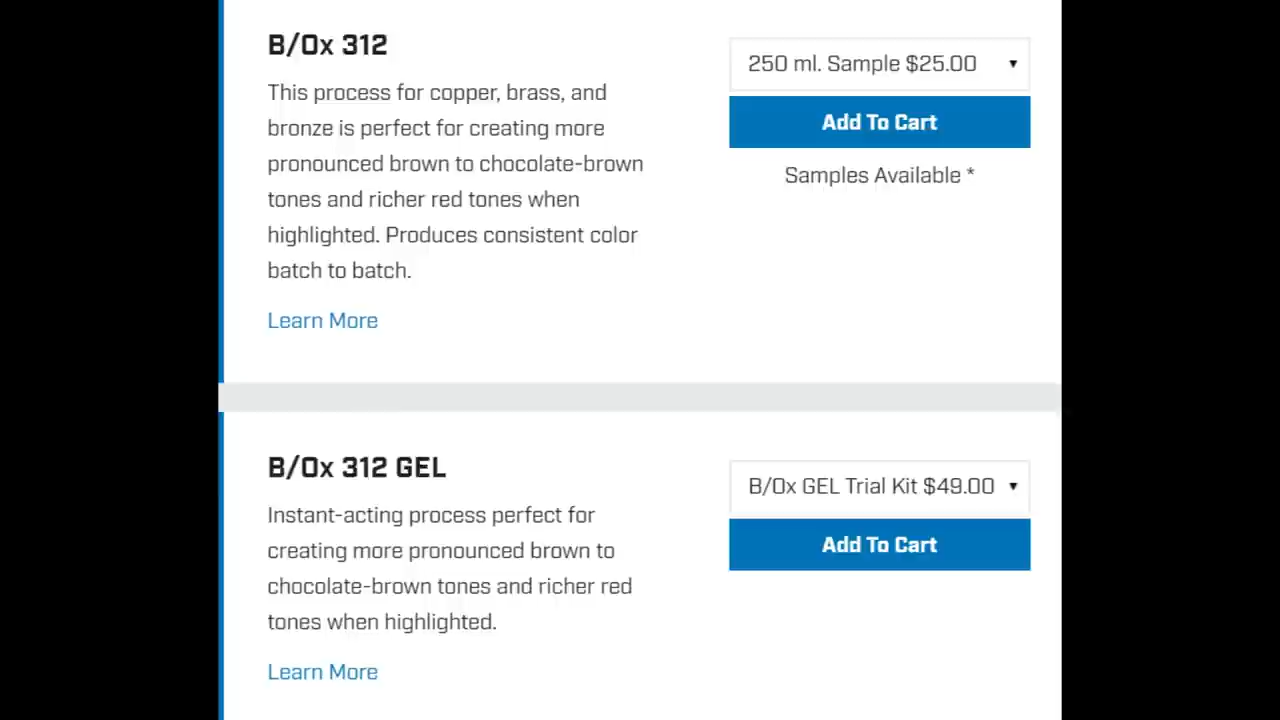 B/Ox 312
This process for copper, brass, and
bronze is perfect for creating more
pronounced brown to chocolate-brown
tones and richer red tones when
highlighted. Produces consistent color
batch to batch.
Learn More
250 ml. Sample $25.00
Add To Cart
Samples Available *
B/Ox 312 GEL
Instant-acting process perfect for
creating more pronounced brown to
chocolate-brown tones and richer red
tones when highlighted.
Learn More
B/Ox GEL Trial Kit $49.00
Add To Cart